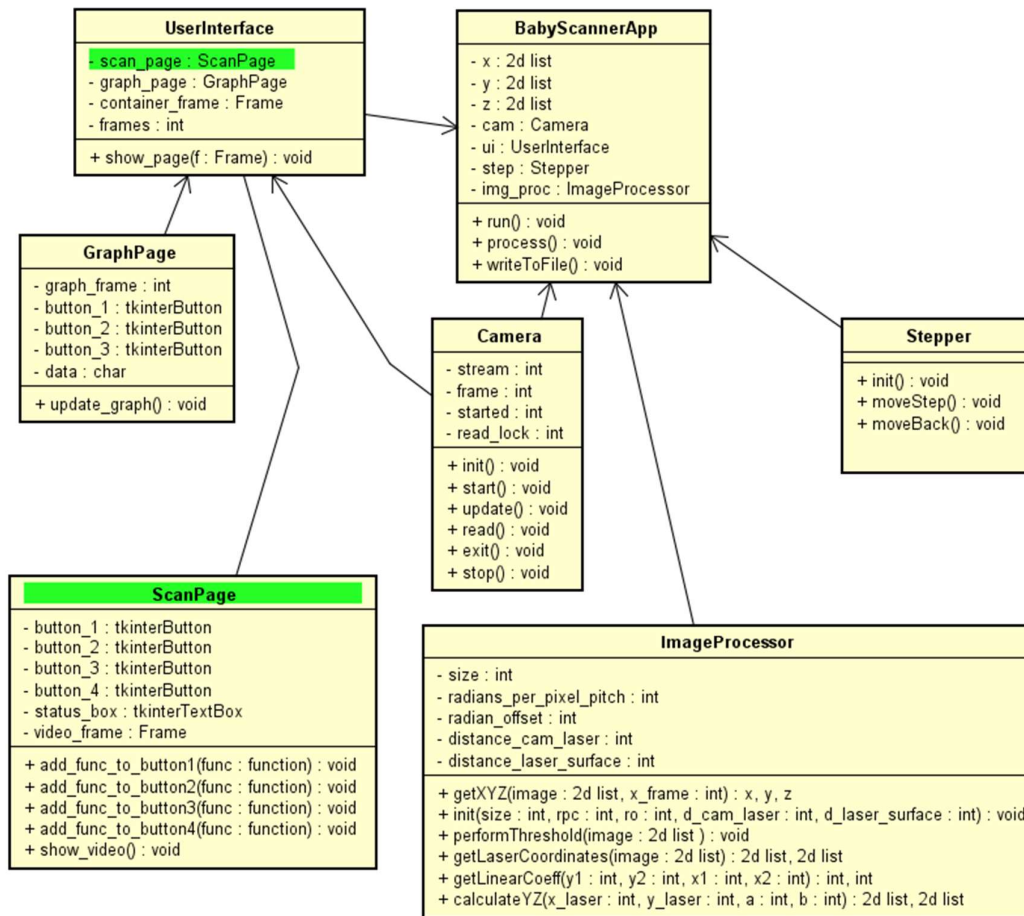 UserInterface
- scan_page : ScanPage
- graph_page : GraphPage
- container_frame : Frame
- frames : int
+ show_page(f : Frame) : void
BabyScannerApp
- x : 2d list
- y : 2d list
- z : 2d list
- cam : Camera
- ui : UserInterface
- step : Stepper
- img_proc : ImageProcessor
+ run() : void
+ process() : void
+ writeToFile() : void
GraphPage
- graph_frame : int
- button_1 : tkinterButton
- button_2 : tkinterButton
- button_3 : tkinterButton
- data : char
+ update_graph() : void
Camera
- stream : int
- frame : int
- started : int
- read_lock : int
+ init() : void
+ start() : void
+ update() : void
+ read() : void
+ exit() : void
+ stop() : void
Stepper
+ init() : void
+ moveStep() : void
+ moveBack() : void
ScanPage
- button_1 : tkinterButton
- button_2 : tkinterButton
- button_3 : tkinterButton
- button_4 : tkinterButton
- status_box : tkinterTextBox
- video_frame : Frame
+ add_func_to_button1(func : function) : void
+ add_func_to_button2(func : function) : void
+ add_func_to_button3(func : function) : void
+ add_func_to_button4(func : function) : void
+ show_video() : void
ImageProcessor
- size : int
- radians_per_pixel_pitch : int
- radian_offset : int
- distance_cam_laser : int
- distance_laser_surface : int
+ getXYZ(image : 2d list, x_frame : int) : x, y, z
+ init(size : int, rpc : int, ro : int, d_cam_laser : int, d_laser_surface : int) : void
+ performThreshold(image : 2d list ) : void
+ getLaserCoordinates(image : 2d list) : 2d list, 2d list
+ getLinearCoeff(y1 : int, y2 : int, x1 : int, x2 : int) : int, int
+ calculateYZ(x_laser : int, y_laser : int, a : int, b : int) : 2d list, 2d list